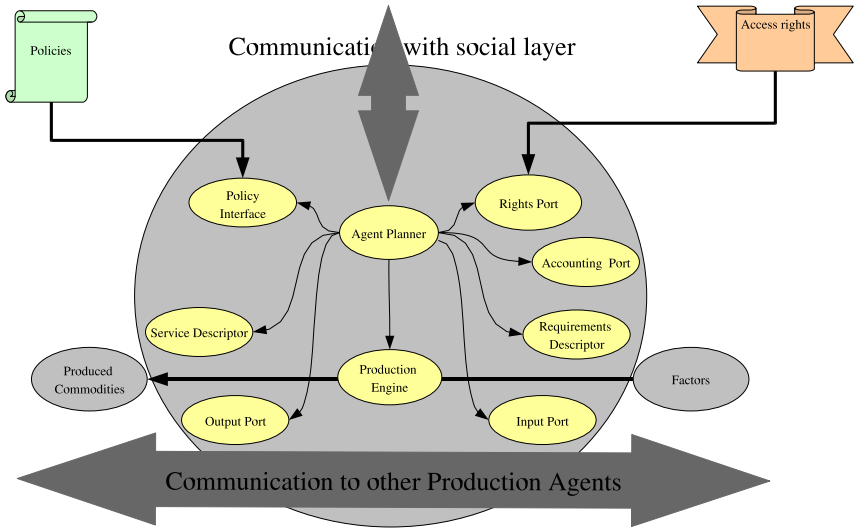 Policies
Access rights
Communication with social layer
Policy
Interface
Rights Port
Agent Planner
Accounting Port
Service Descriptor
Requirements
Descriptor
Produced
Commodities
Production
Engine
Factors
Output Port
Input Port
Communication to other Production Agents